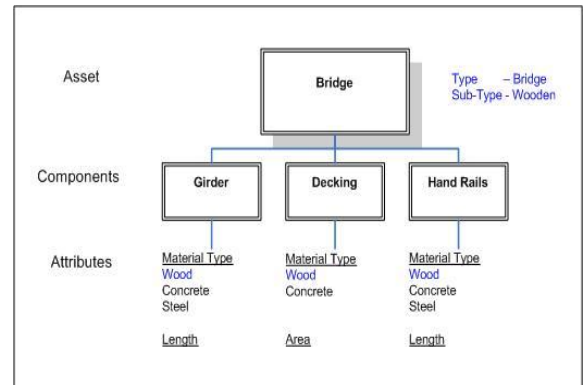 Asset
Bridge
Type – Bridge
Sub-Type - Wooden
Components
Girder
Decking
Hand Rails
Attributes
Material Type
Wood
Concrete
Steel
Length
Material Type
Wood
Concrete
Area
Material Type
Wood
Concrete
Steel
Length